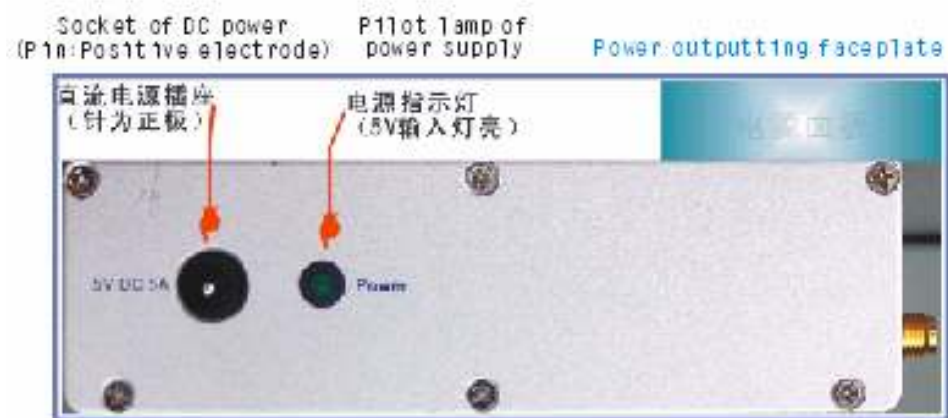 Socket of DC power
(Pin:Positive electrode)
Pilot lamp of
power supply
Power outputting faceplate
直流电源插座
（针为正极）
电源指示灯
（5V输入灯亮）
5V DC 5A
Power